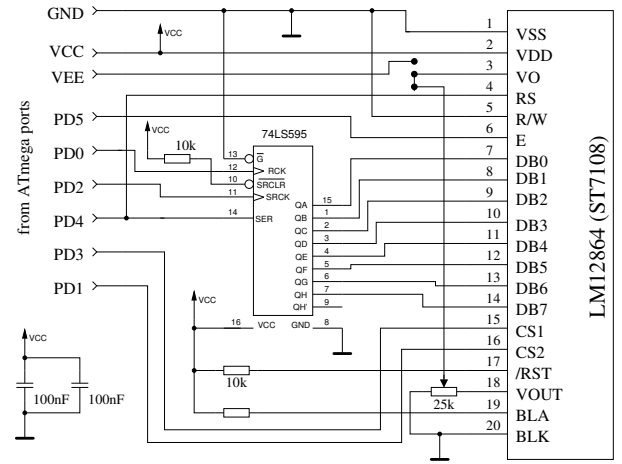 GND
VCC
VCC
VEE
PD5
PD0
PD2
PD4
PD3
PD1
from ATmega ports
VCC
10k
74LS595
13 G
12 RCK
10 SRCLR
11 SRCK
14 SER
QA 15
QB 1
QC 2
QD 3
QE 4
QF 5
QG 6
QH 7
QH' 9
16 VCC GND 8
VCC
10k
VCC
100nF 100nF
25k
1 VSS
2 VDD
3 VO
4 RS
5 R/W
6 E
7 DB0
8 DB1
9 DB2
10 DB3
11 DB4
12 DB5
13 DB6
14 DB7
15 CS1
16 CS2
17 /RST
18 VOUT
19 BLA
20 BLK
LM12864 (ST7108)